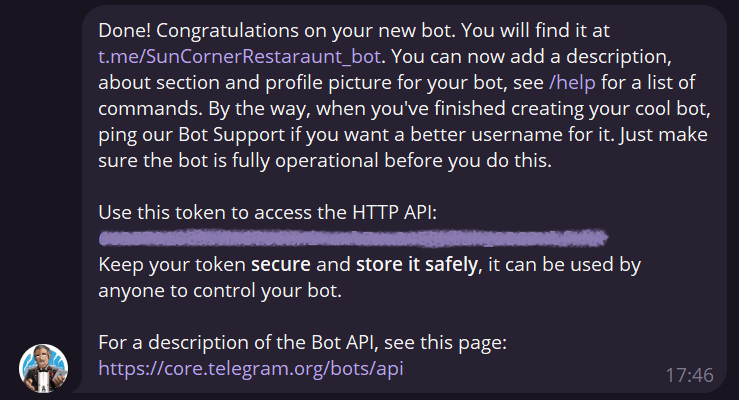 Done! Congratulations on your new bot. You will find it at
t.me/SunCornerRestaraunt_bot. You can now add a description,
about section and profile picture for your bot, see /help for a list of
commands. By the way, when you've finished creating your cool bot,
ping our Bot Support if you want a better username for it. Just make
sure the bot is fully operational before you do this.
Use this token to access the HTTP API:
Keep your token secure and store it safely, it can be used by
anyone to control your bot.
For a description of the Bot API, see this page:
https://core.telegram.org/bots/api
17:46